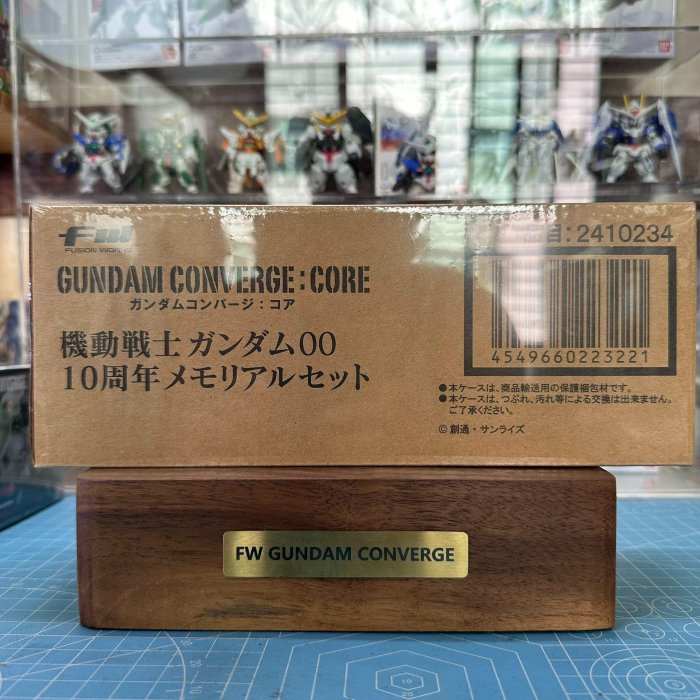 FW
FUSION WORKS
GUNDAM CONVERGE:CORE
ガンダムコンバージ:コア
機動戦士ガンダム00
10周年メモリアルセット
目:2410234
4549660223221
●本ケースは、商品輸送用の保護梱包材です。
●本ケースは、つぶれ、汚れ等による交換は出来ません。
ご了承ください。
© 創通・サンライズ
FW GUNDAM CONVERGE